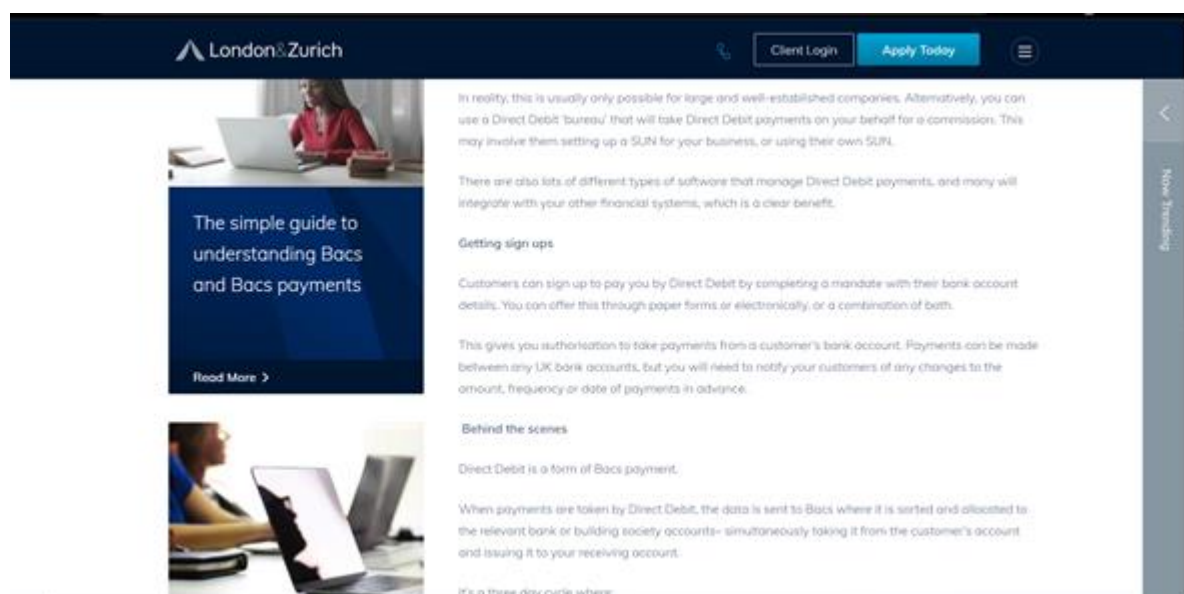 London&Zurich
Client Login
Apply Today
The simple guide to
understanding Bacs
and Bacs payments
Read More >
In reality, this is usually only possible for large and well-established companies. Alternatively, you can
use a Direct Debit 'bureau' that will take Direct Debit payments on your behalf for a commission. This
may involve them setting up a SUN for your business, or using their own SUN.
There are also lots of different types of software that manage Direct Debit payments, and many will
integrate with your other financial systems, which is a clear benefit.
Getting sign ups
Customers can sign up to pay you by Direct Debit by completing a mandate with their bank account
details. You can offer this through paper forms or electronically, or a combination of both.
This gives you authorisation to take payments from a customer's bank account. Payments can be made
between any UK bank accounts, but you will need to notify your customers of any changes to the
amount, frequency or date of payments in advance.
Behind the scenes
Direct Debit is a form of Bacs payment.
When payments are taken by Direct Debit, the data is sent to Bacs where it is sorted and allocated to
the relevant bank or building society accounts– simultaneously taking it from the customer's account
and issuing it to your receiving account.
It's a three day cycle where:
Now Trending